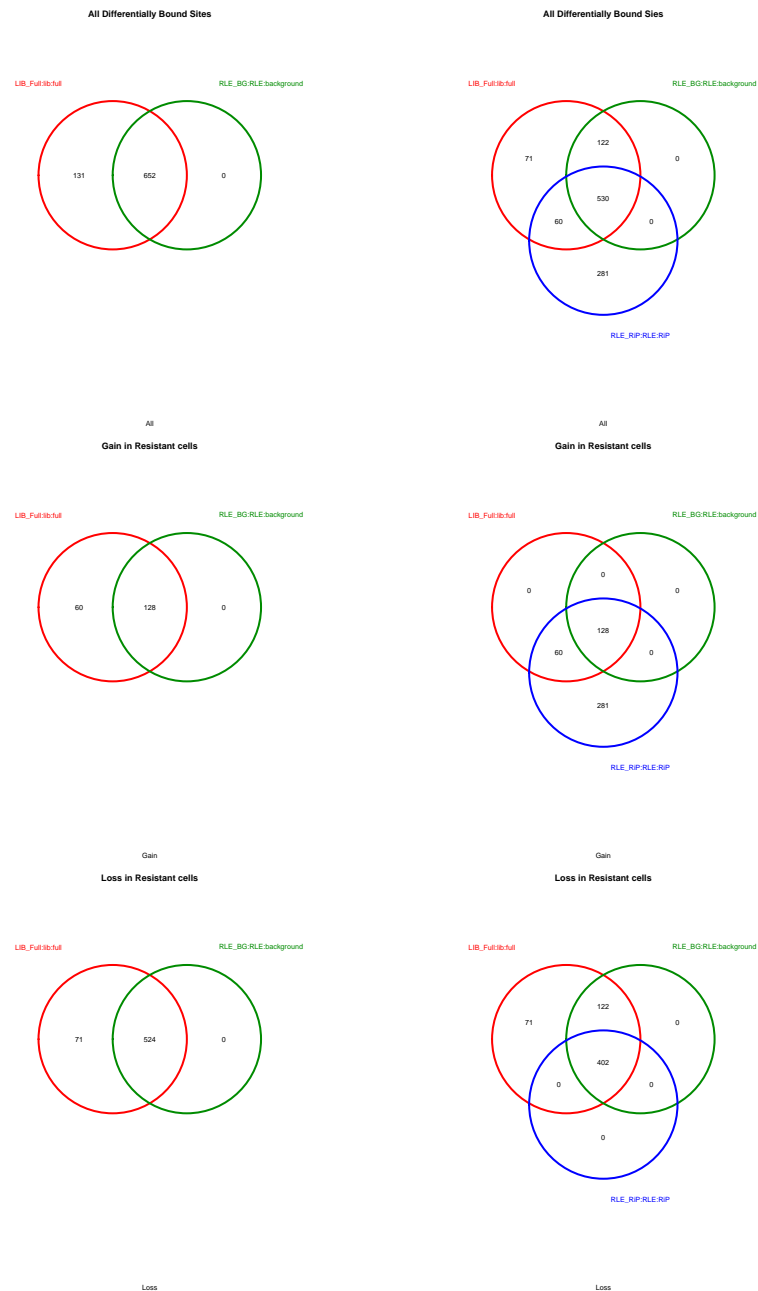 All Differentially Bound Sites
LIB_Full:lib:full
RLE_BG:RLE:background
131
652
0
All
All Differentially Bound Sies
LIB_Full:lib:full
RLE_BG:RLE:background
122
71
0
530
60
0
281
RLE_RiP:RLE:RiP
All
Gain in Resistant cells
LIB_Full:lib:full
RLE_BG:RLE:background
60
128
0
Gain
Gain in Resistant cells
LIB_Full:lib:full
RLE_BG:RLE:background
0
0
0
128
60
0
281
RLE_RiP:RLE:RiP
Gain
Loss in Resistant cells
LIB_Full:lib:full
RLE_BG:RLE:background
71
524
0
Loss
Loss in Resistant cells
LIB_Full:lib:full
RLE_BG:RLE:background
122
71
0
402
0
0
0
RLE_RiP:RLE:RiP
Loss